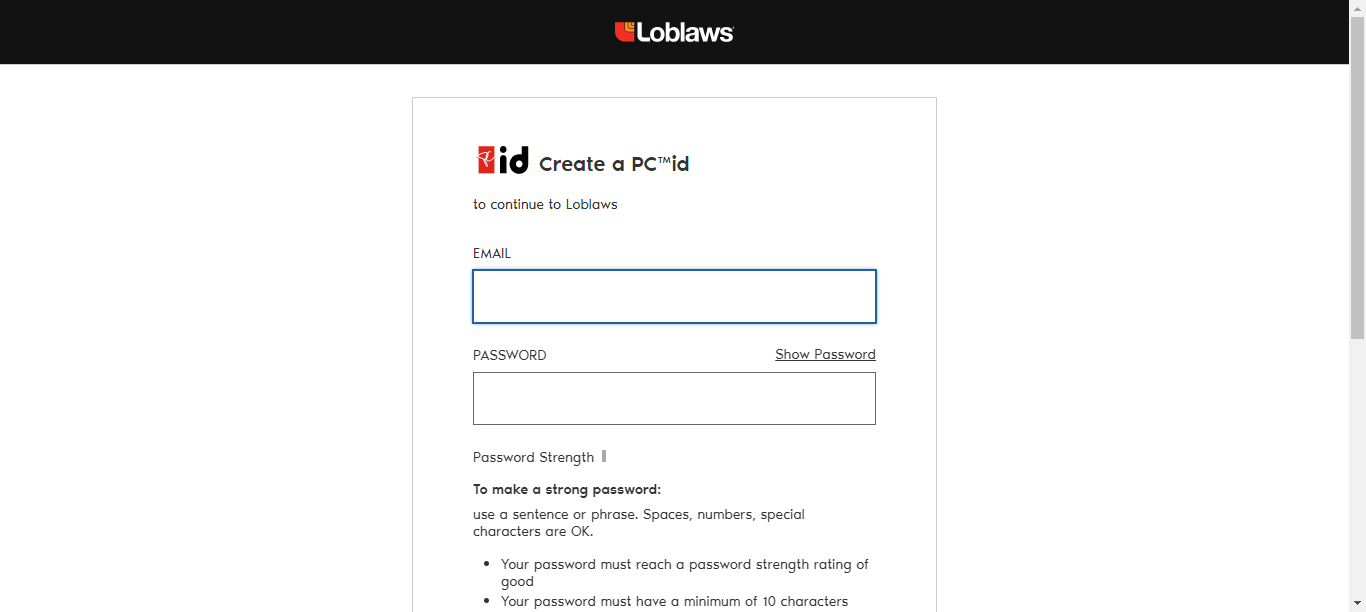 Loblaws
id Create a PC™id
to continue to Loblaws
EMAIL
PASSWORD Show Password
Password Strength
To make a strong password:
use a sentence or phrase. Spaces, numbers, special
characters are OK.
• Your password must reach a password strength rating of
good
• Your password must have a minimum of 10 characters